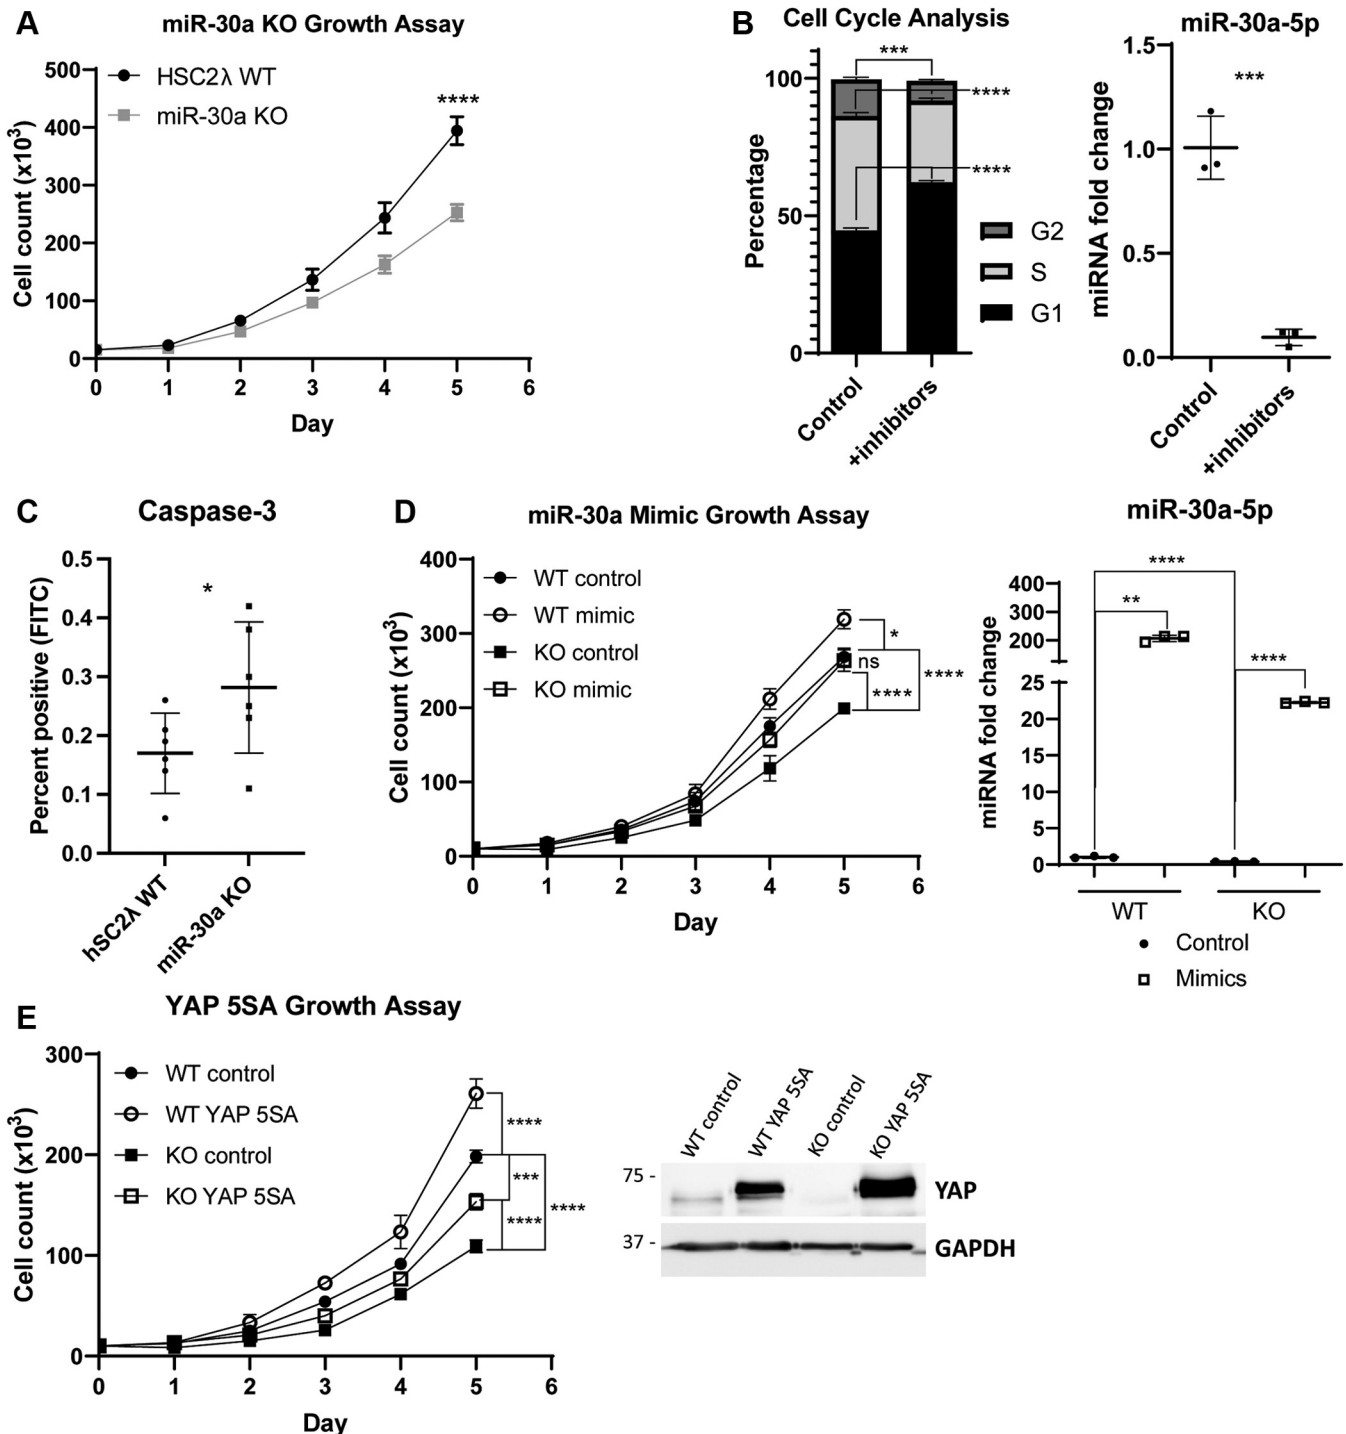 A
miR-30a KO Growth Assay
HSC2λ WT
miR-30a KO
****
500
400
300
200
100
0
Cell count (x10³)
0 1 2 3 4 5 6
Day
B
Cell Cycle Analysis
***
****
****
100
50
0
Percentage
G2
S
G1
Control
+inhibitors
miR-30a-5p
***
1.5
1.0
0.5
0.0
miRNA fold change
Control
+inhibitors
C
Caspase-3
*
0.5
0.4
0.3
0.2
0.1
0.0
Percent positive (FITC)
hSC2λ WT
miR-30a KO
D
miR-30a Mimic Growth Assay
WT control
WT mimic
KO control
KO mimic
400
300
200
100
0
Cell count (x10³)
*
ns
****
****
0 1 2 3 4 5 6
Day
miR-30a-5p
****
**
****
400
300
200
25
20
15
10
5
0
miRNA fold change
WT KO
Control
Mimics
E
YAP 5SA Growth Assay
WT control
WT YAP 5SA
KO control
KO YAP 5SA
300
200
100
0
Cell count (x10³)
****
***
****
****
0 1 2 3 4 5 6
Day
WT control
WT YAP 5SA
KO control
KO YAP 5SA
75 -
YAP
37 -
GAPDH